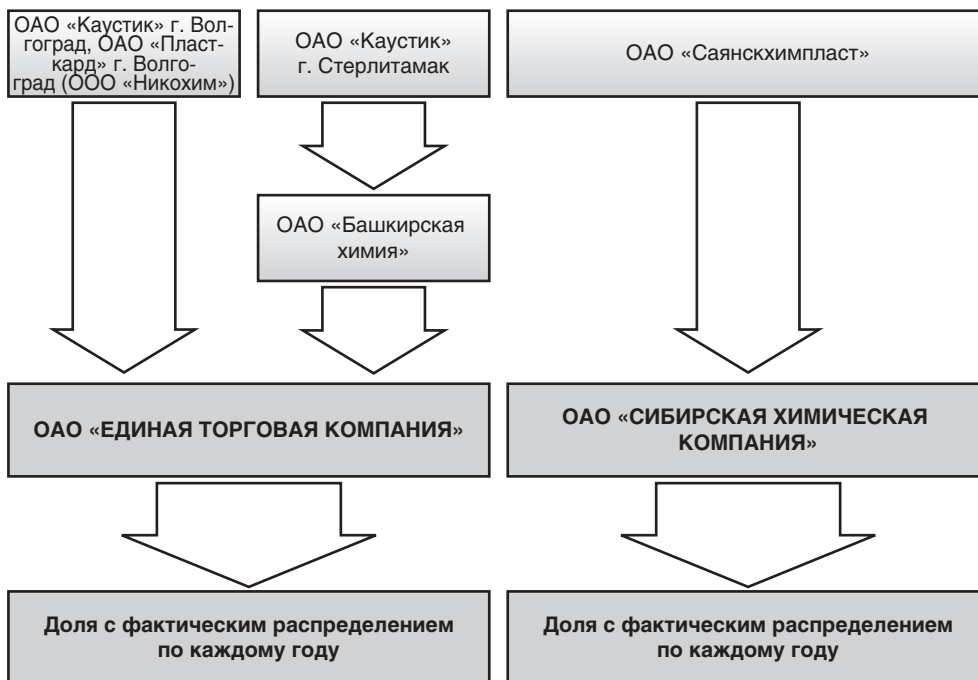 ОАО «Каустик» г. Вол-
гоград, ОАО «Пласт-
кард» г. Волго-
град (ООО «Никохим»)
ОАО «Каустик»
г. Стерлитамак
ОАО «Саянскхимпласт»
ОАО «Башкирская
химия»
ОАО «ЕДИНАЯ ТОРГОВАЯ КОМПАНИЯ»
ОАО «СИБИРСКАЯ ХИМИЧЕСКАЯ
КОМПАНИЯ»
Доля с фактическим распределением
по каждому году
Доля с фактическим распределением
по каждому году